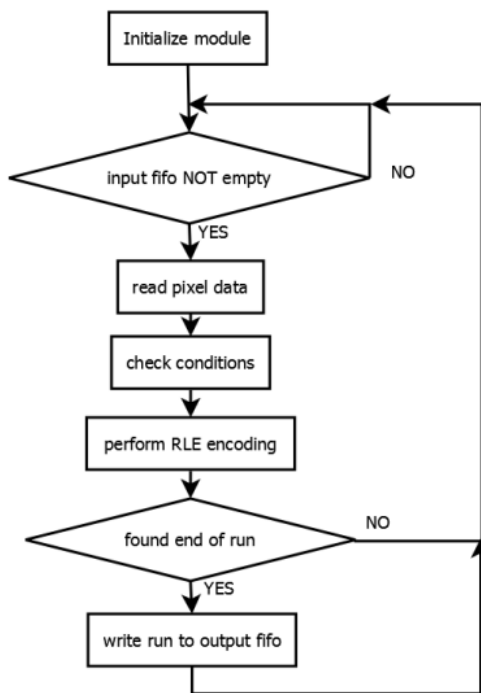 Initialize module
input fifo NOT empty
NO
YES
read pixel data
check conditions
perform RLE encoding
found end of run
NO
YES
write run to output fifo